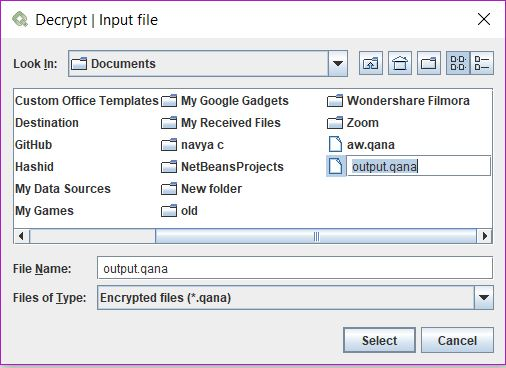 Decrypt | Input file
Look In: Documents
Custom Office Templates My Google Gadgets Wondershare Filmora
Destination My Received Files Zoom
GitHub navya c aw.qana
Hashid NetBeansProjects output.qana
My Data Sources New folder
My Games old
File Name: output.qana
Files of Type: Encrypted files (*.qana)
Select Cancel